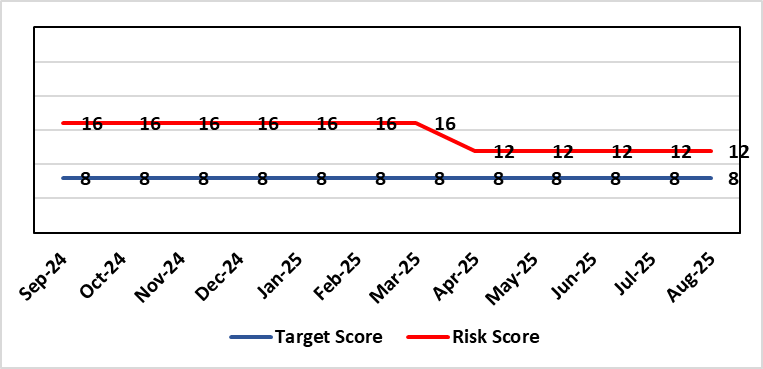 16 16 16 16 16 16 16
12 12 12 12 12
8 8 8 8 8 8 8 8 8 8 8 8
Sep-24 Oct-24 Nov-24 Dec-24 Jan-25 Feb-25 Mar-25 Apr-25 May-25 Jun-25 Jul-25 Aug-25
Target Score Risk Score